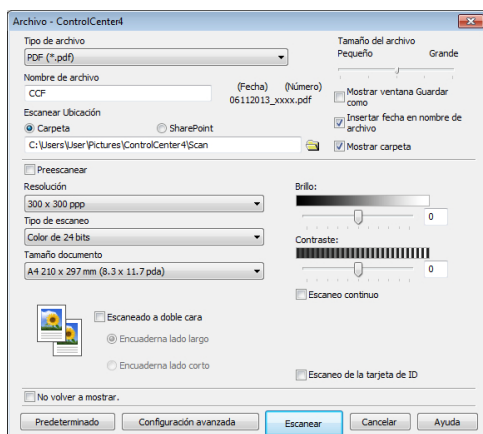 Archivo - ControlCenter4
Tipo de archivo
PDF (*.pdf)
Nombre de archivo
CCF
(Fecha) (Número)
06112013_xxxx.pdf
Escanear Ubicación
Carpeta
SharePoint
C:\Users\User\Pictures\ControlCenter4\Scan
Tamaño del archivo
Pequeño Grande
Mostrar ventana Guardar
como
Insertar fecha en nombre de
archivo
Mostrar carpeta
Preescanear
Resolución
300 x 300 ppp
Tipo de escaneo
Color de 24 bits
Tamaño documento
A4 210 x 297 mm (8.3 x 11.7 pda)
Brillo:
0
Contraste:
0
Escaneo continuo
Escaneado a doble cara
Encuaderna lado largo
Encuaderna lado corto
Escaneo de la tarjeta de ID
No volver a mostrar.
Predeterminado Configuración avanzada Escanear Cancelar Ayuda